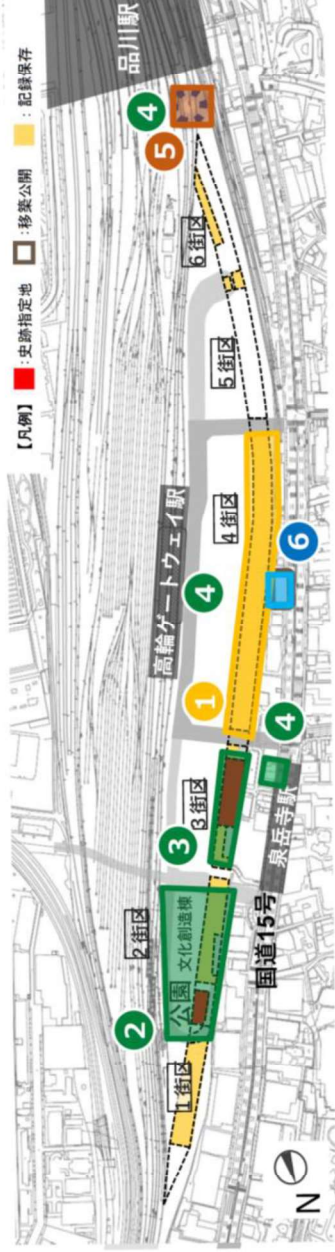 【凡例】 ：史跡指定地 ：移築公開 ：記録保存
品川駅
4
5
6街区
5街区
高輪ゲートウェイ駅
4
4街区
6
1
4
3街区
3
泉岳寺駅
国道15号
2街区
文化創造棟
公園
2
1街区
N